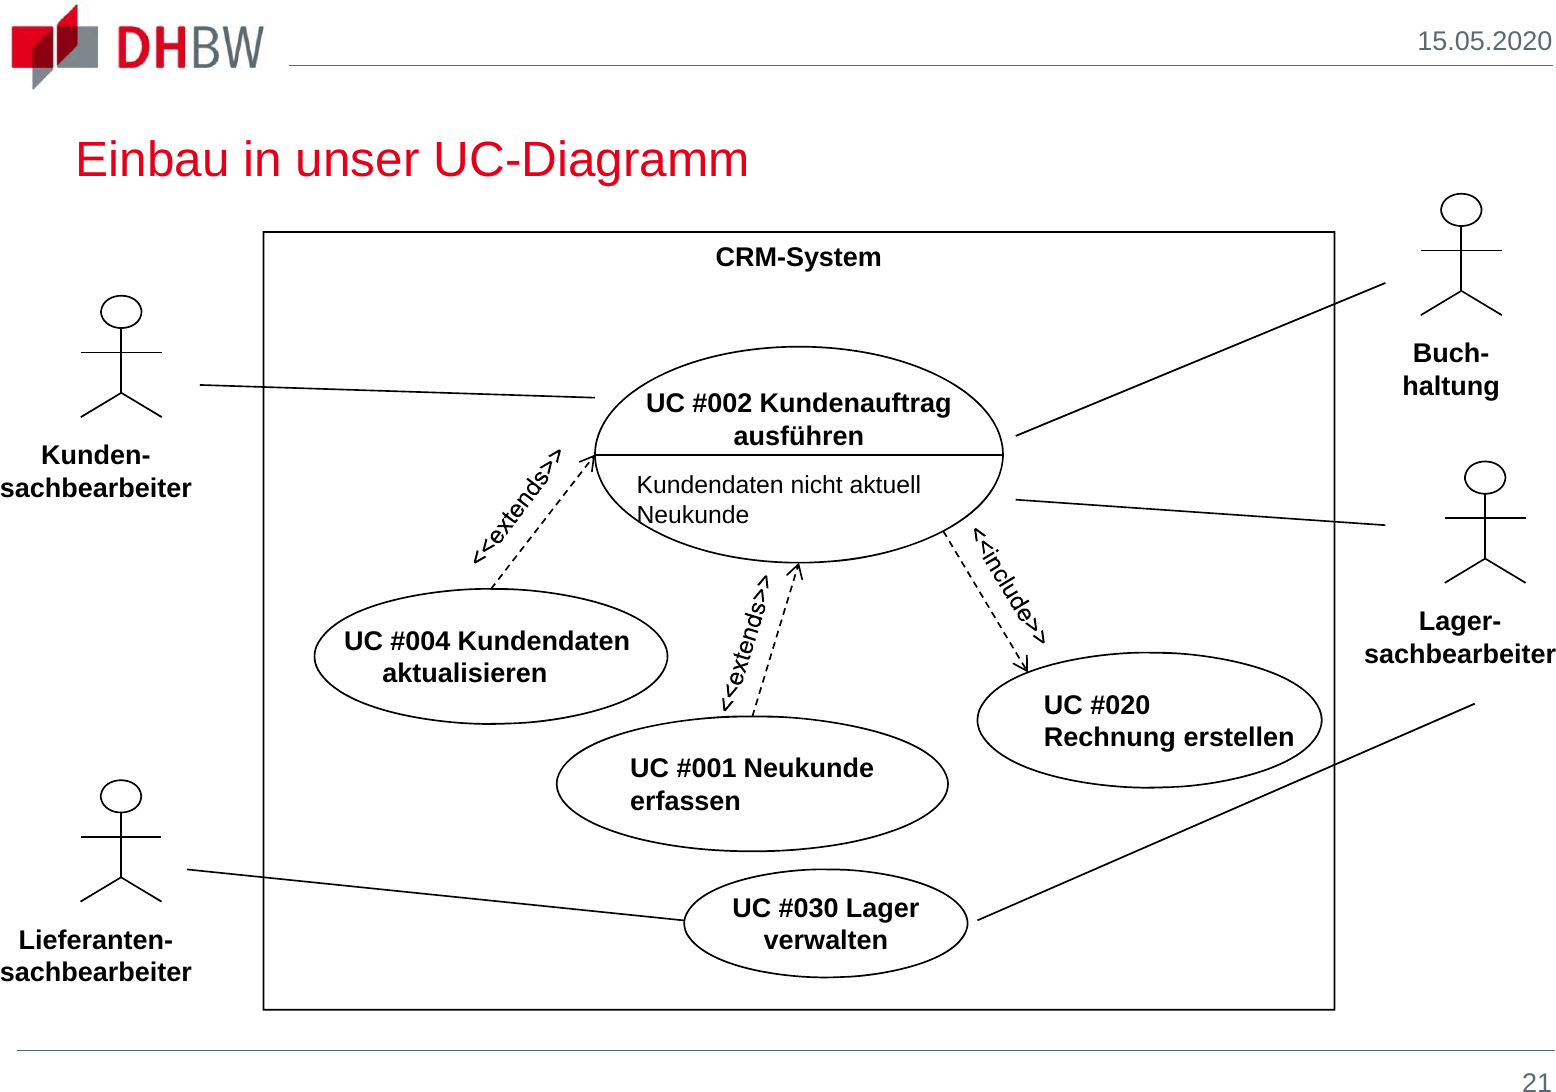 DHBW
15.05.2020
Einbau in unser UC-Diagramm
CRM-System
Buch-
haltung
UC #002 Kundenauftrag
ausführen
Kunden-
sachbearbeiter
<<extends>>
Kundendaten nicht aktuell
Neukunde
<<include>>
<<extends>>
Lager-
sachbearbeiter
UC #004 Kundendaten
aktualisieren
UC #020
Rechnung erstellen
UC #001 Neukunde
erfassen
UC #030 Lager
verwalten
Lieferanten-
sachbearbeiter
21